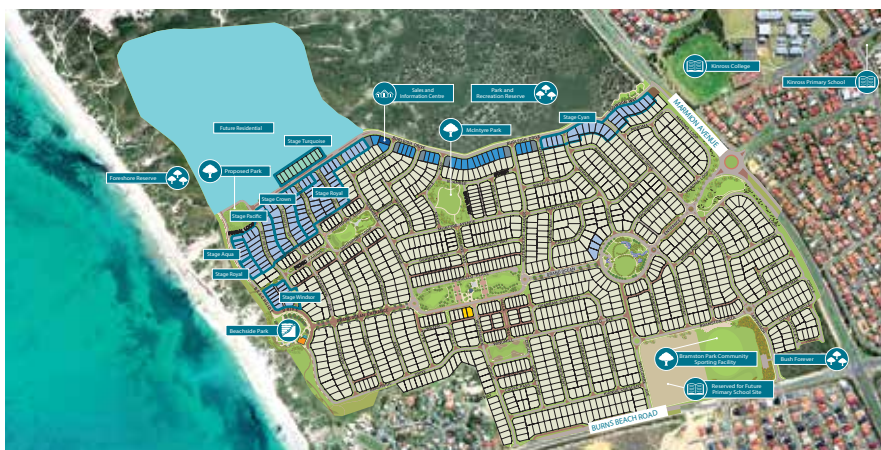 Kinross College
Kinross Primary School
Sales and
Information Centre
Park and
Recreation Reserve
MARMION AVENUE
Stage Cyan
McIntyre Park
Future Residential
Stage Turquoise
Foreshore Reserve
Proposed Park
Stage Royal
Stage Crown
Stage Pacific
Stage Aqua
Stage Royal
Stage Windsor
Beachside Park
Bramston Park Community
Sporting Facility
Bush Forever
Reserved for Future
Primary School Site
BURNS BEACH ROAD